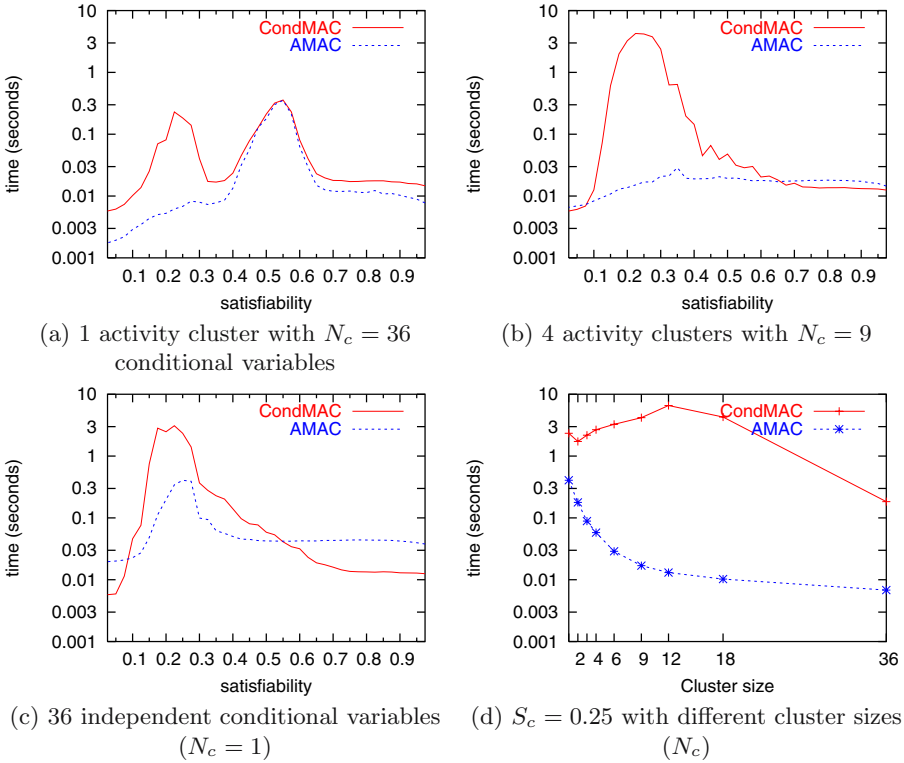 10
3
1
0.3
0.1
0.03
0.01
0.003
0.001
time (seconds)
CondMAC
AMAC
0.1 0.2 0.3 0.4 0.5 0.6 0.7 0.8 0.9
satisfiability
(a) 1 activity cluster with N_c = 36
conditional variables
10
3
1
0.3
0.1
0.03
0.01
0.003
0.001
time (seconds)
CondMAC
AMAC
0.1 0.2 0.3 0.4 0.5 0.6 0.7 0.8 0.9
satisfiability
(b) 4 activity clusters with N_c = 9
10
3
1
0.3
0.1
0.03
0.01
0.003
0.001
time (seconds)
CondMAC
AMAC
0.1 0.2 0.3 0.4 0.5 0.6 0.7 0.8 0.9
satisfiability
(c) 36 independent conditional variables
(N_c = 1)
10
3
1
0.3
0.1
0.03
0.01
0.003
0.001
time (seconds)
CondMAC
AMAC
2 4 6 9 12 18 36
Cluster size
(d) S_c = 0.25 with different cluster sizes
(N_c)